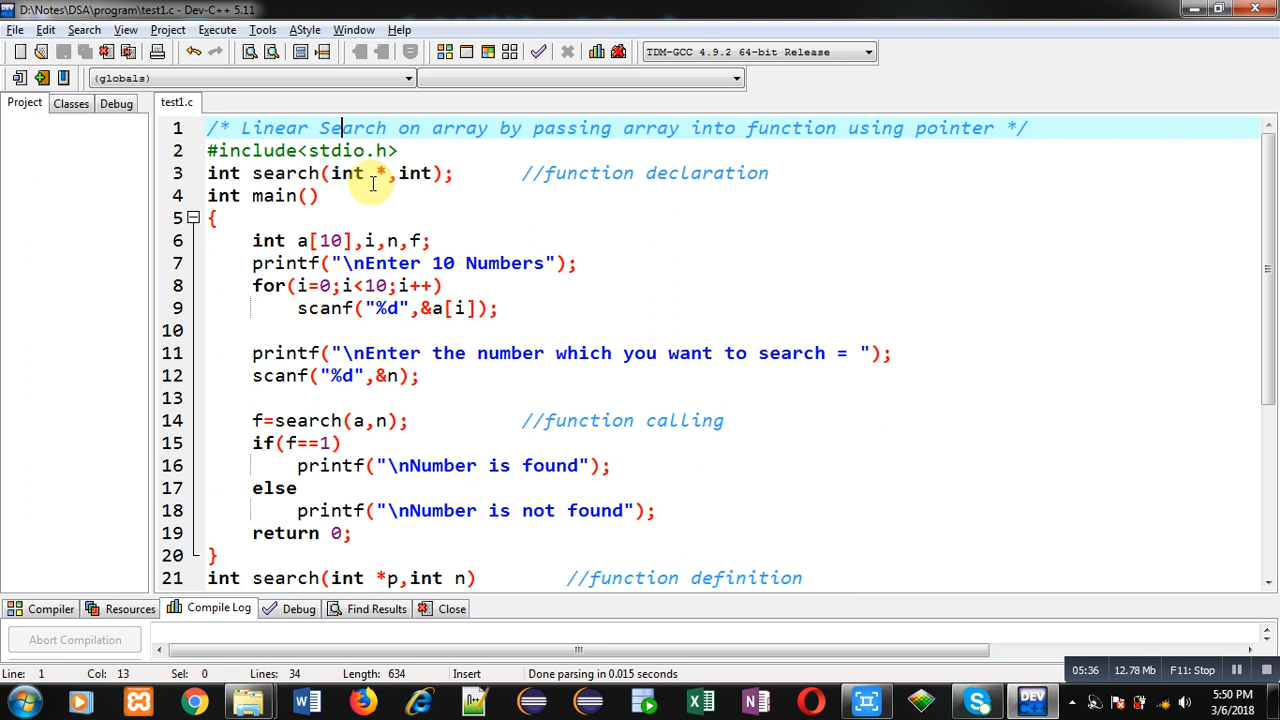 D:\Notes\DSA\program\test1.c - Dev-C++ 5.11
File Edit Search View Project Execute Tools AStyle Window Help
TDM-GCC 4.9.2 64-bit Release
(globals)
Project Classes Debug test1.c
1 /* Linear Search on array by passing array into function using pointer */
2 #include<stdio.h>
3 int search(int *,int); //function declaration
4 int main()
5 {
6 int a[10],i,n,f;
7 printf("\nEnter 10 Numbers");
8 for(i=0;i<10;i++)
9 scanf("%d",&a[i]);
10
11 printf("\nEnter the number which you want to search = ");
12 scanf("%d",&n);
13
14 f=search(a,n); //function calling
15 if(f==1)
16 printf("\nNumber is found");
17 else
18 printf("\nNumber is not found");
19 return 0;
20 }
21 int search(int *p,int n) //function definition
Compiler Resources Compile Log Debug Find Results Close
Abort Compilation
Line: 1 Col: 13 Sel: 0 Lines: 34 Length: 634 Insert Done parsing in 0.015 seconds
05:36 12.78 Mb F11: Stop
5:50 PM
3/6/2018